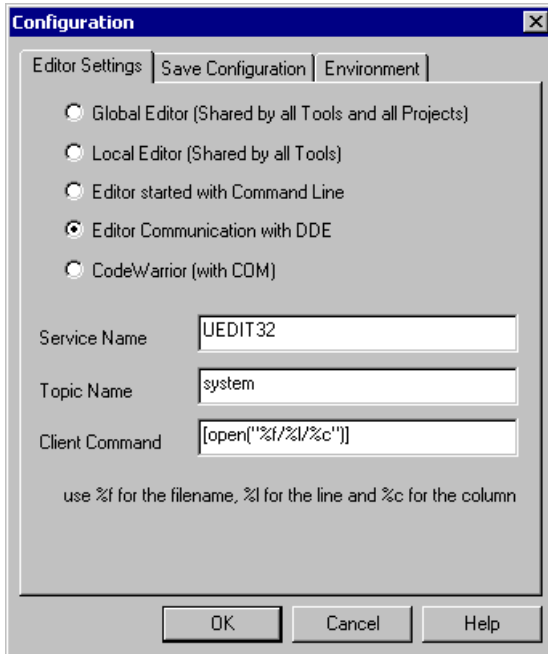 Configuration
Editor Settings
Save Configuration
Environment
Global Editor (Shared by all Tools and all Projects)
Local Editor (Shared by all Tools)
Editor started with Command Line
Editor Communication with DDE
CodeWarrior (with COM)
Service Name
UEDIT32
Topic Name
system
Client Command
[open("%f/%l/%c")]
use %f for the filename, %l for the line and %c for the column
OK
Cancel
Help